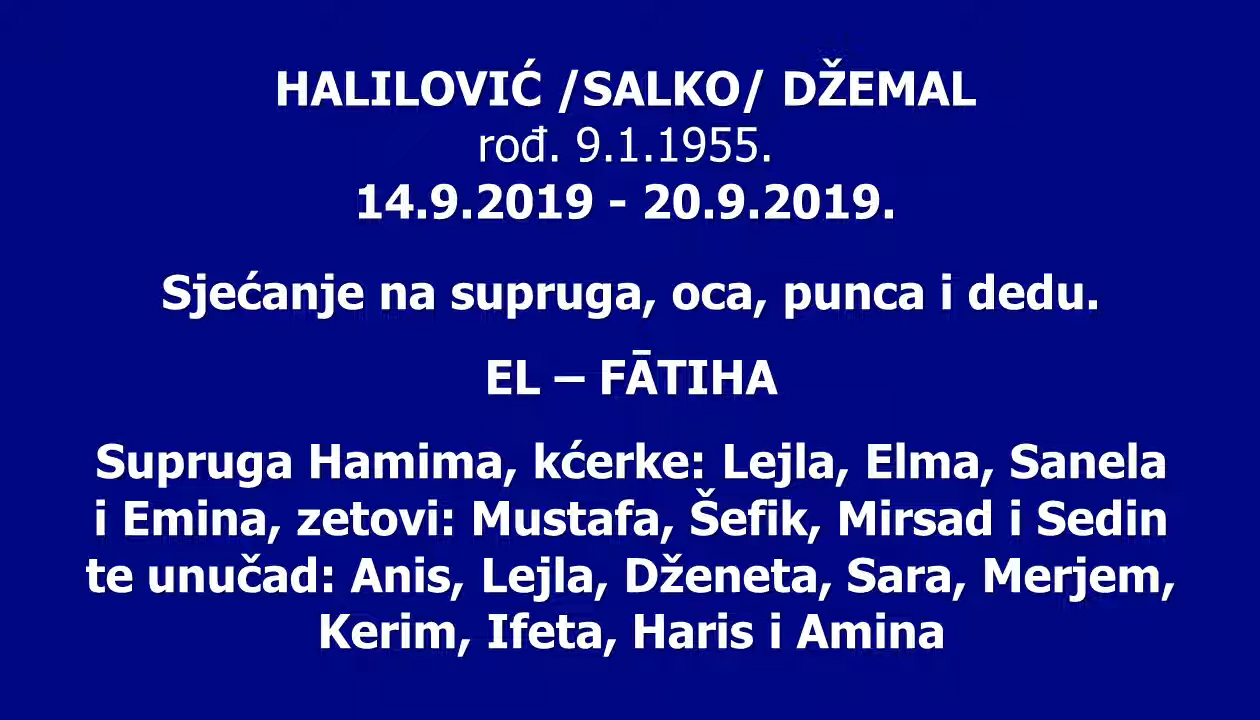 HALILOVIĆ /SALKO/ DŽEMAL
rođ. 9.1.1955.
14.9.2019 - 20.9.2019.
Sjećanje na supruga, oca, punca i dedu.
EL – FĀTIHA
Supruga Hamima, kćerke: Lejla, Elma, Sanela
i Emina, zetovi: Mustafa, Šefik, Mirsad i Sedin
te unučad: Anis, Lejla, Dženeta, Sara, Merjem,
Kerim, Ifeta, Haris i Amina